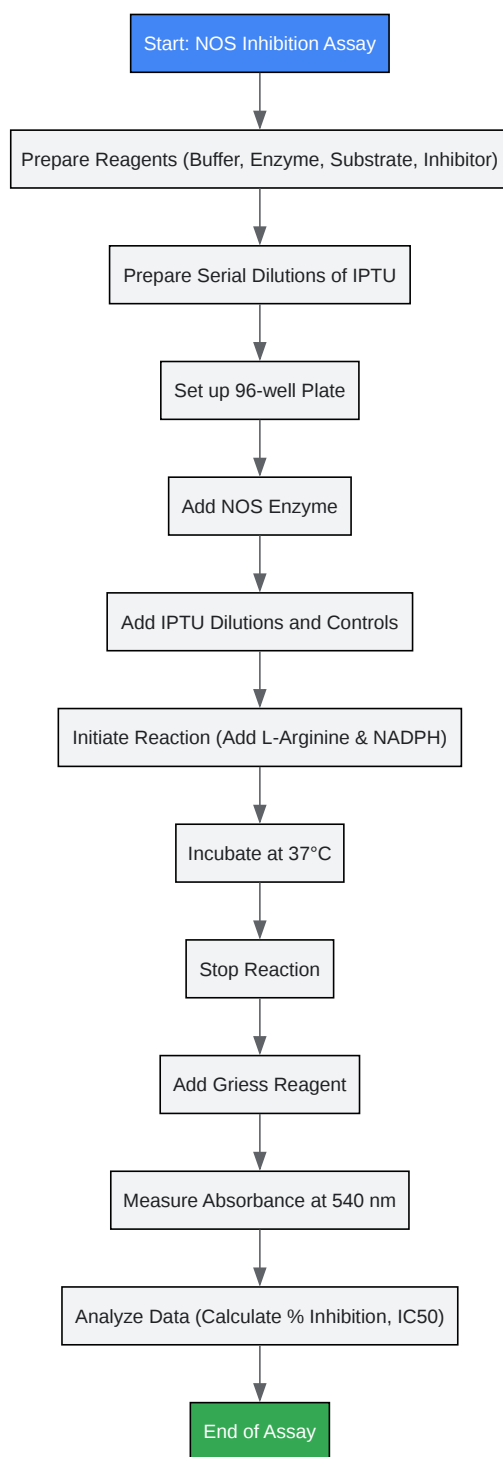 Start: NOS Inhibition Assay
Prepare Reagents (Buffer, Enzyme, Substrate, Inhibitor)
Prepare Serial Dilutions of IPTU
Set up 96-well Plate
Add NOS Enzyme
Add IPTU Dilutions and Controls
Initiate Reaction (Add L-Arginine & NADPH)
Incubate at 37°C
Stop Reaction
Add Griess Reagent
Measure Absorbance at 540 nm
Analyze Data (Calculate % Inhibition, IC50)
End of Assay